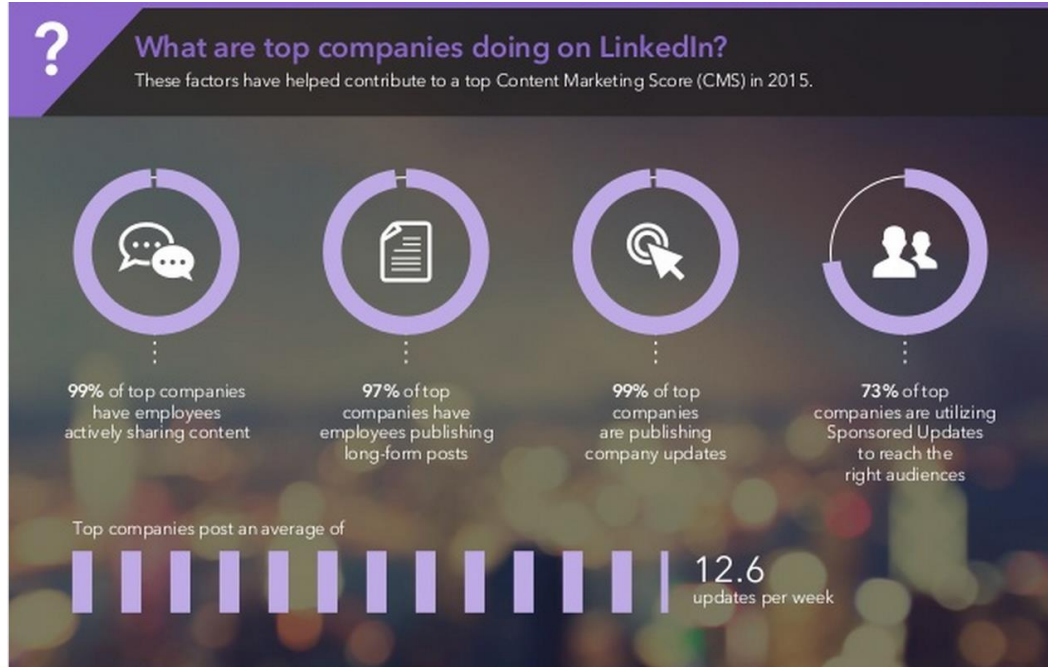 ?
What are top companies doing on LinkedIn?
These factors have helped contribute to a top Content Marketing Score (CMS) in 2015.
99% of top companies
have employees
actively sharing content
97% of top
companies have
employees publishing
long-form posts
99% of top
companies
are publishing
company updates
73% of top
companies are utilizing
Sponsored Updates
to reach the
right audiences
Top companies post an average of
12.6
updates per week